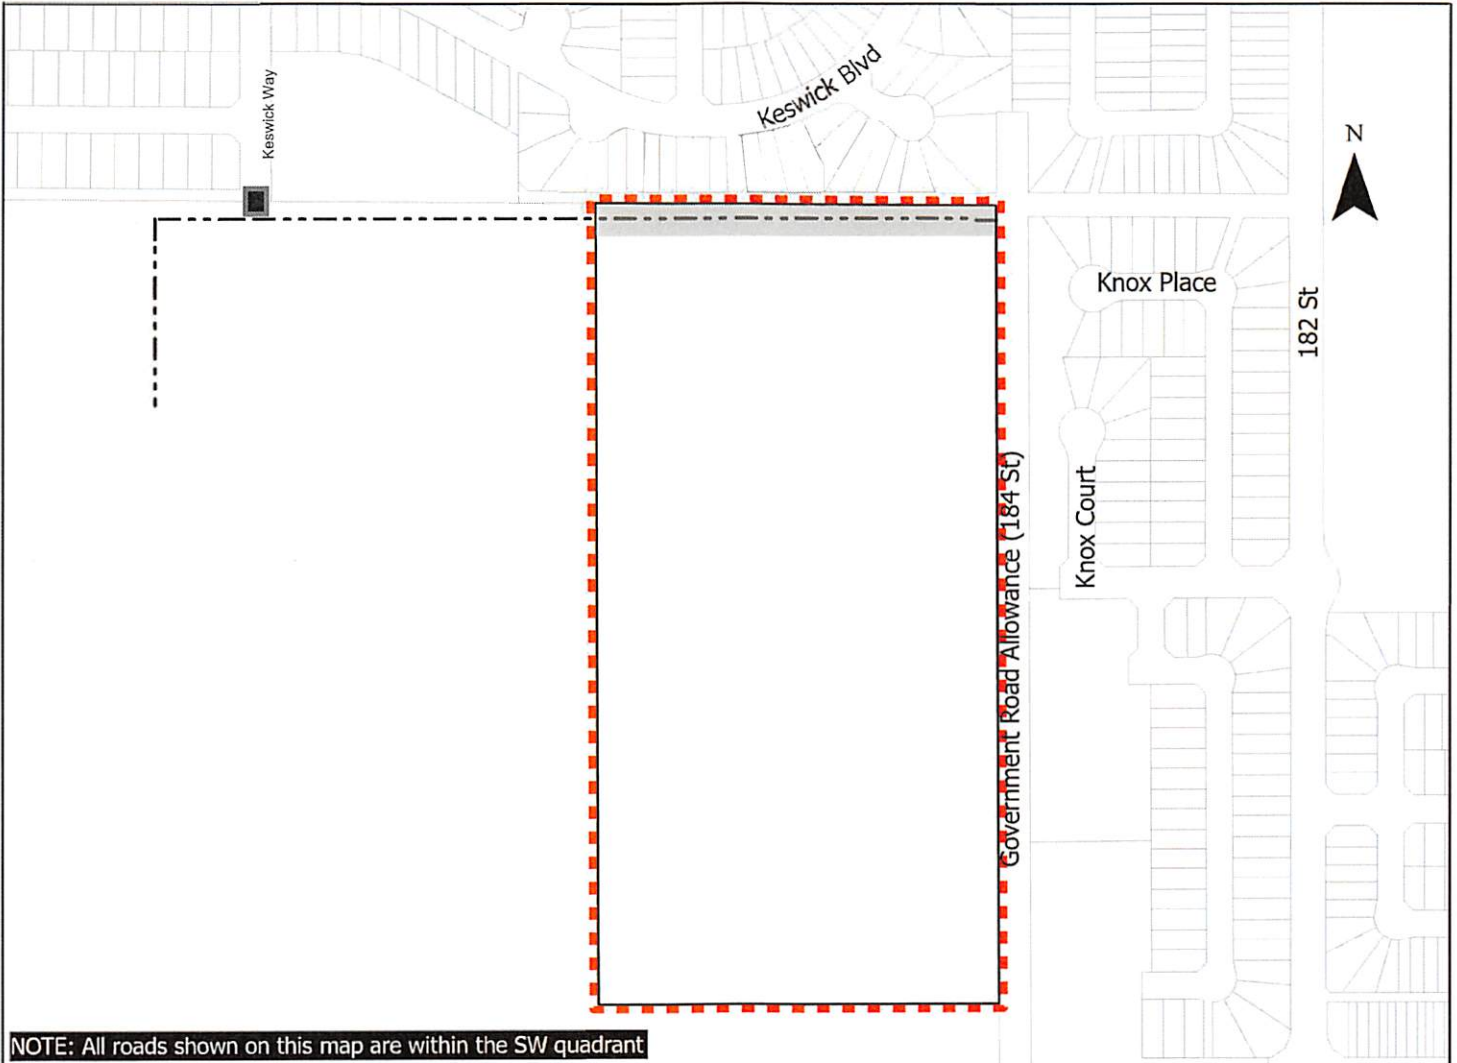 Keswick Blvd
Keswick Way
N
Knox Place
182 St
Government Road Allowance (184 St)
Knox Court
NOTE: All roads shown on this map are within the SW quadrant